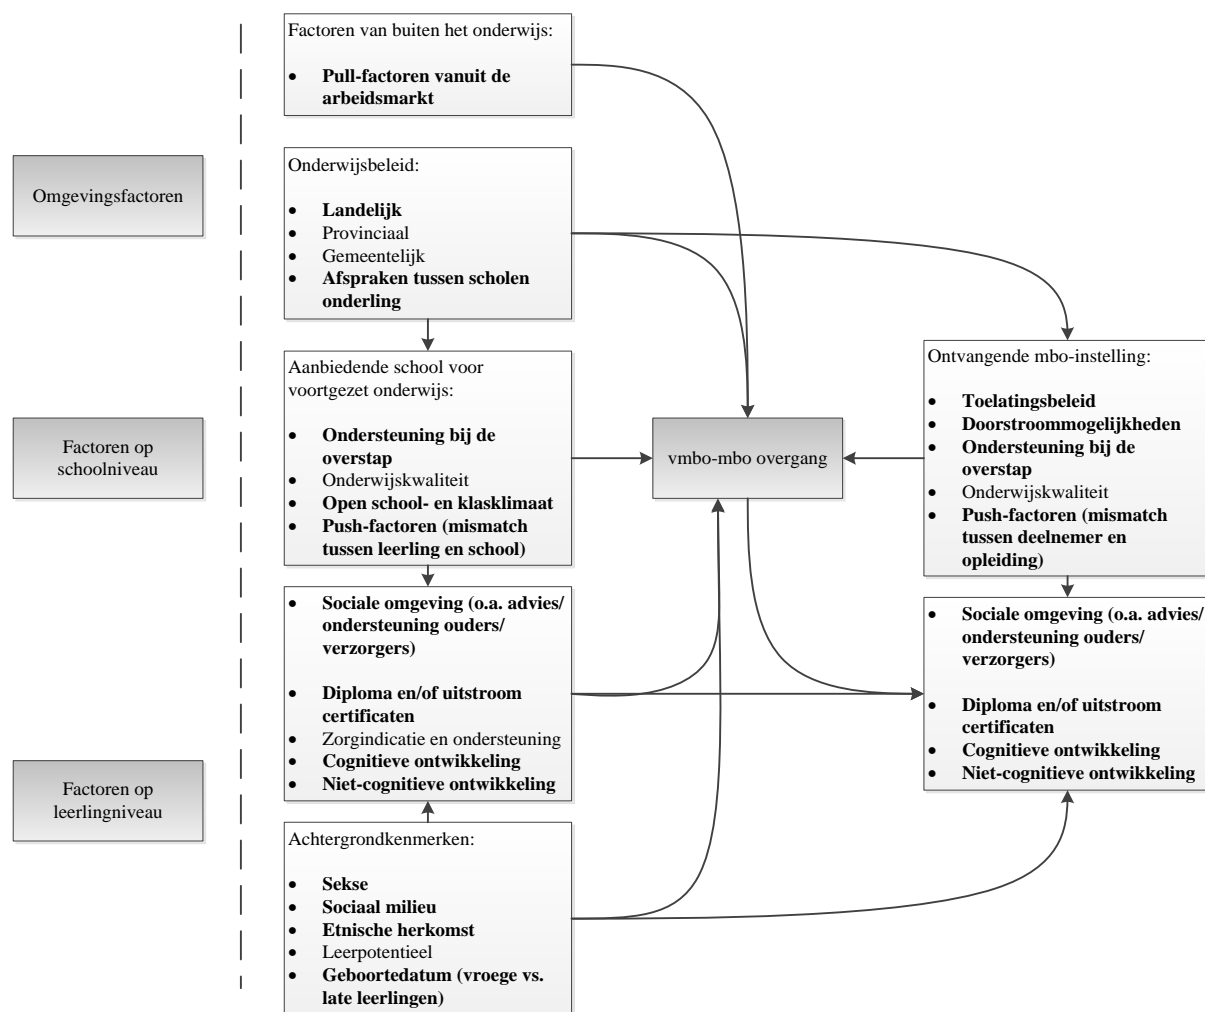 Factoren van buiten het onderwijs:
• Pull-factoren vanuit de
arbeidsmarkt
Omgevingsfactoren
Onderwijsbeleid:
• Landelijk
• Provinciaal
• Gemeentelijk
• Afspraken tussen scholen
onderling
Factoren op
schoolniveau
Aanbiedende school voor
voortgezet onderwijs:
• Ondersteuning bij de
overstap
• Onderwijskwaliteit
• Open school- en klasklimaat
• Push-factoren (mismatch
tussen leerling en school)
vmbo-mbo overgang
Ontvangende mbo-instelling:
• Toelatingsbeleid
• Doorstroommogelijkheden
• Ondersteuning bij de
overstap
• Onderwijskwaliteit
• Push-factoren (mismatch
tussen deelnemer en
opleiding)
Factoren op
leerlingniveau
• Sociale omgeving (o.a. advies/
ondersteuning ouders/
verzorgers)
• Diploma en/of uitstroom
certificaten
• Zorgindicatie en ondersteuning
• Cognitieve ontwikkeling
• Niet-cognitieve ontwikkeling
• Sociale omgeving (o.a. advies/
ondersteuning ouders/
verzorgers)
• Diploma en/of uitstroom
certificaten
• Cognitieve ontwikkeling
• Niet-cognitieve ontwikkeling
Achtergrondkenmerken:
• Sekse
• Sociaal milieu
• Etnische herkomst
• Leerpotentieel
• Geboortedatum (vroege vs.
late leerlingen)